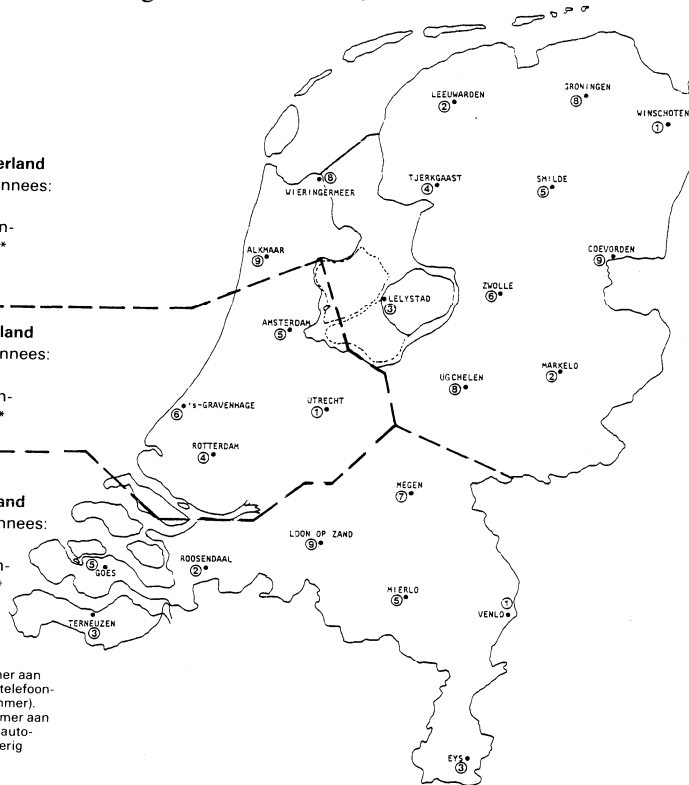 erland
nnees:
n-
*
land
nnees:
n-
*
and
nnees:
n-
*
ner aan
telefoon-
nmer).
mer aan
auto-
erig
LEEUWARDEN
②
GRONINGEN
⑧
WINSCHOTEN
①
⑧
WIERINGERMEER
TJERKGAAST
④
SMILDE
⑤
ALKMAAR
⑨
COEVORDEN
⑨
ZWOLLE
⑥
LELYSTAD
③
AMSTERDAM
⑤
MARKELO
②
UGCHELEN
⑧
's-GRAVENHAGE
⑥
UTRECHT
①
ROTTERDAM
④
MEGEN
⑦
LOON OP ZAND
⑨
ROOSENDAAL
②
⑤
GOES
MIERLO
⑤
①
VENLO
TERNEUZEN
③
EYS
③